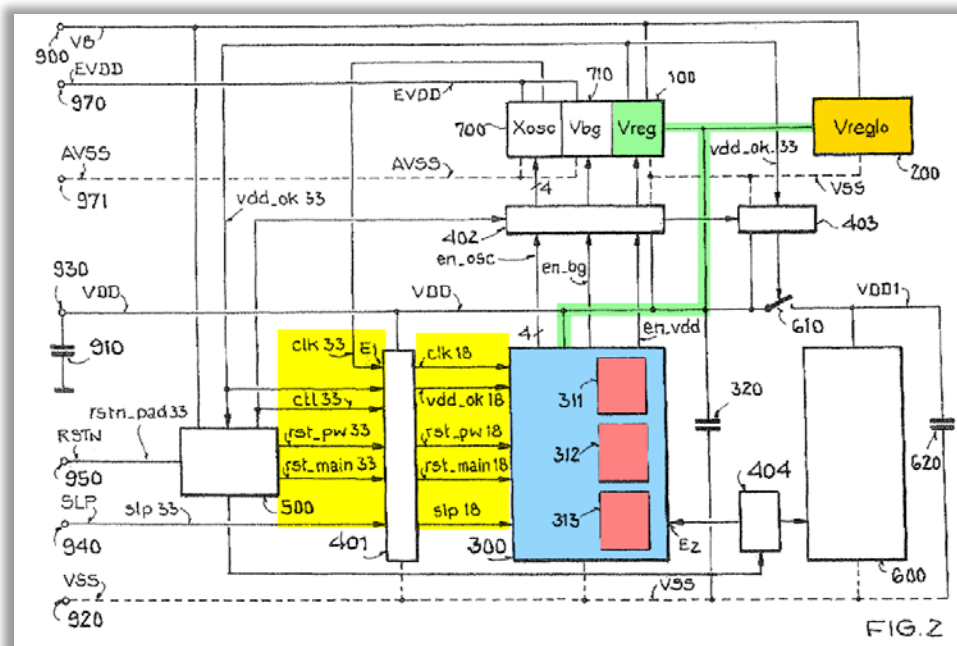 900
VB
EVDD
970
EVDD
710
100
700
Xosc
Vbg
Vreg
Vreglo
200
AVSS
971
AVSS
4
vdd_ok 33
vdd_ok 33
VSS
402
403
en_osc
en_bg
930
VDD
VDD
VDD1
610
910
clk 33
E1
clk 18
4
en_vdd
ctl 33
vdd_ok 18
311
320
rstn_pad 33
RSTN
950
rst_pw 33
rst_pw 18
312
rst_main 33
rst_main 18
404
620
500
SLP
940
slp 33
slp 18
313
E2
401
300
600
VSS
920
VSS
FIG. 2